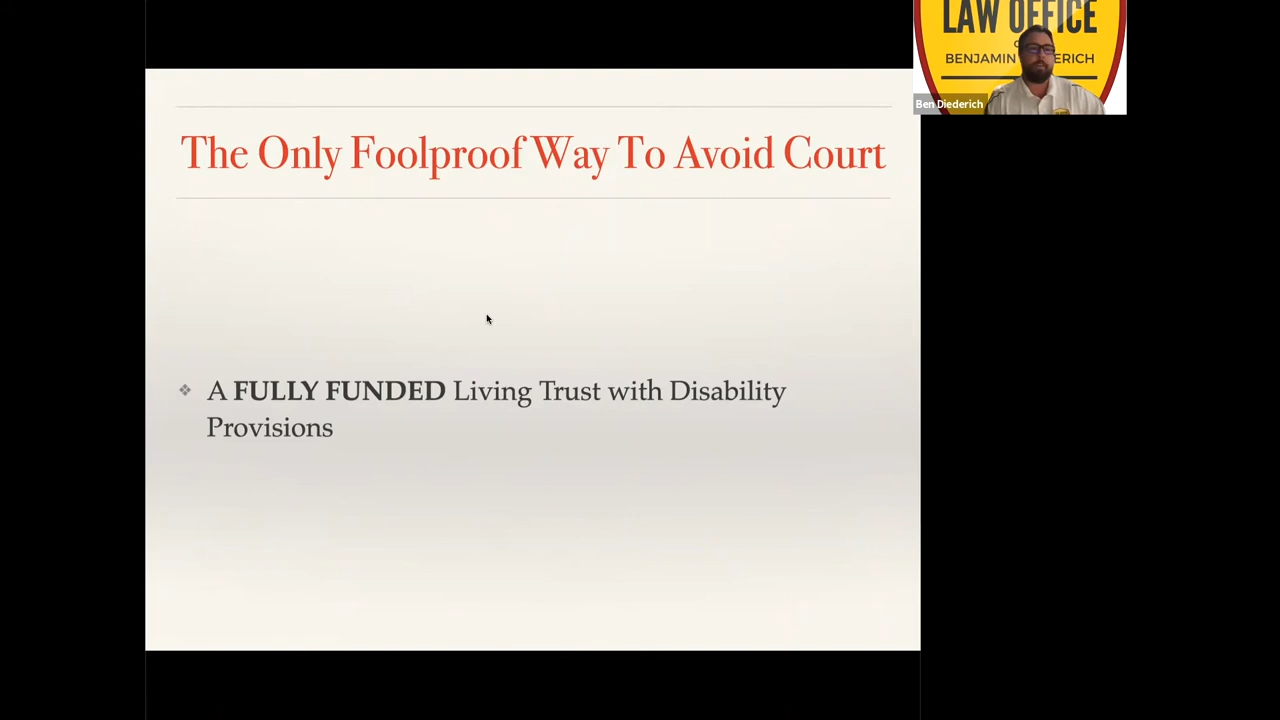 The Only Foolproof Way To Avoid Court
❖ A FULLY FUNDED Living Trust with Disability
Provisions
LAW OFFICE
BENJAMIN ERICH
Ben Diederich